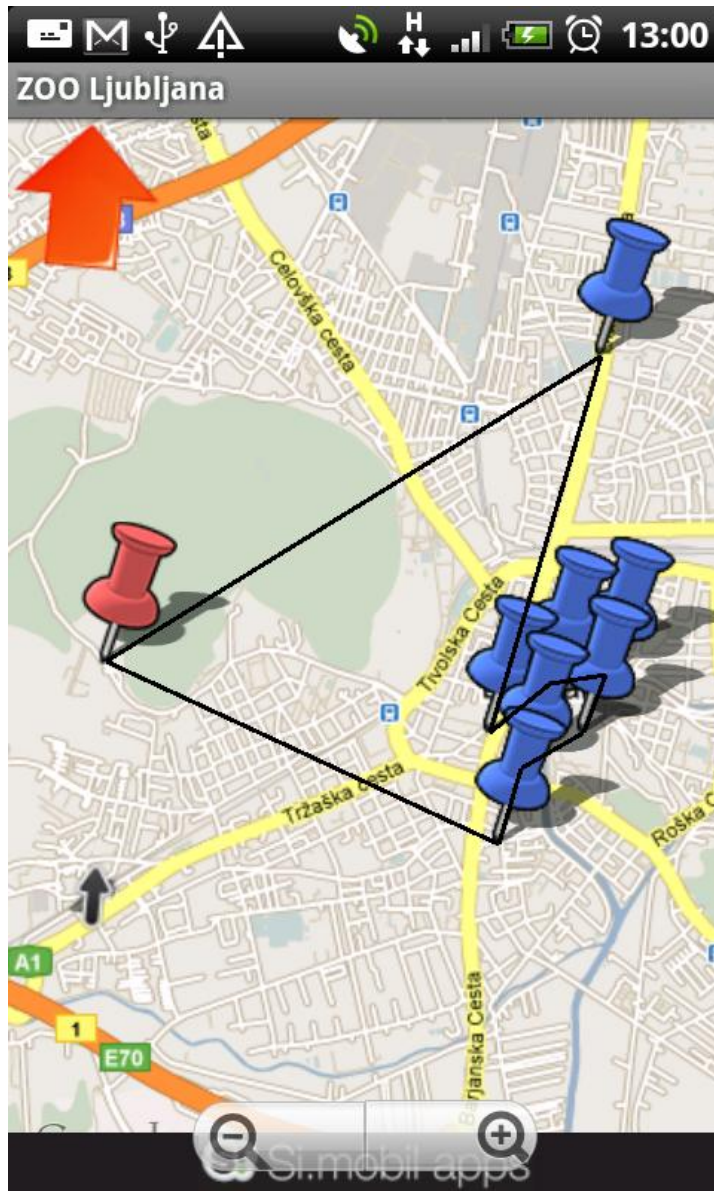 H
13:00
ZOO Ljubljana
Celovška cesta
Tivolska Cesta
Tržaška cesta
Roška C
A1
1
E70
Barjanska Cesta
Si.mobil apps